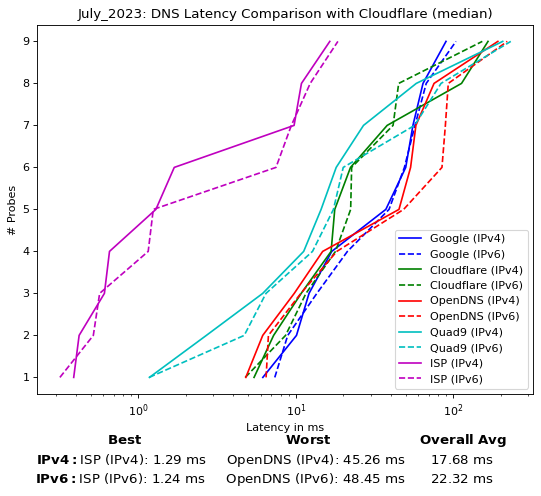 July_2023: DNS Latency Comparison with Cloudflare (median)
9
8
7
6
5
4
3
2
1
# Probes
Google (IPv4)
Google (IPv6)
Cloudflare (IPv4)
Cloudflare (IPv6)
OpenDNS (IPv4)
OpenDNS (IPv6)
Quad9 (IPv4)
Quad9 (IPv6)
ISP (IPv4)
ISP (IPv6)
10⁰ 10¹ 10²
Latency in ms
Best Worst Overall Avg
IPv4: ISP (IPv4): 1.29 ms OpenDNS (IPv4): 45.26 ms 17.68 ms
IPv6: ISP (IPv6): 1.24 ms OpenDNS (IPv6): 48.45 ms 22.32 ms